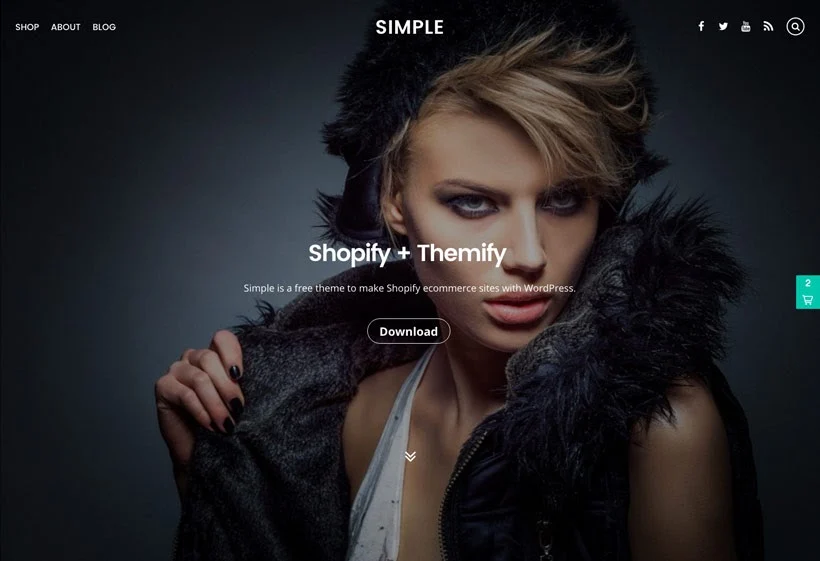 SHOP ABOUT BLOG SIMPLE
Shopify + Themify
Simple is a free theme to make Shopify ecommerce sites with WordPress.
Download
2